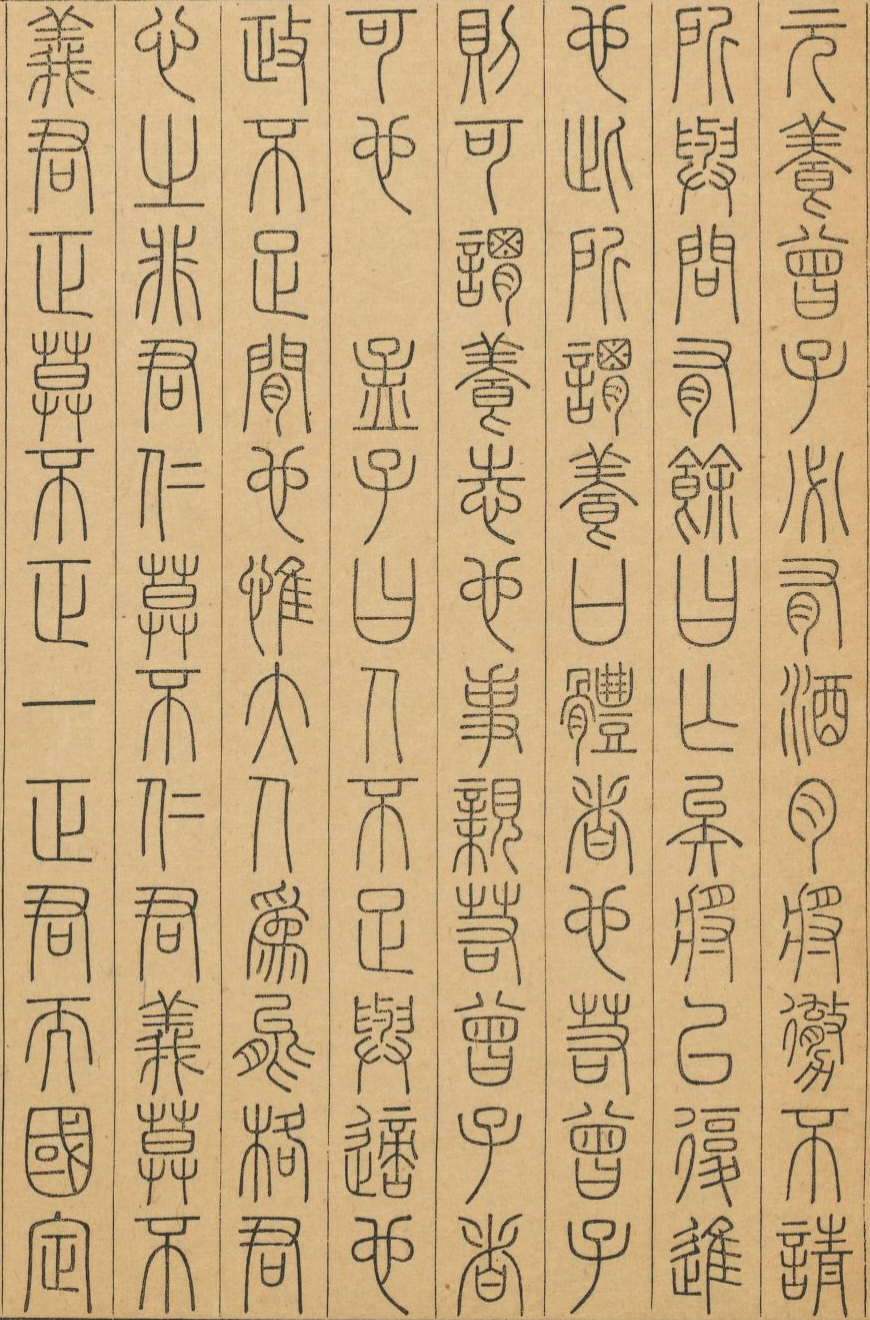 元養曾子必有酒肉將徹不請
所與問有餘曰亡矣將以復進
也此所謂養口體者也若曾子
則可謂養志也事親若曾子者
可也 孟子曰人不足與適也
政不足閒也惟大人爲能格君
心之非君仁莫不仁君義莫不
義君正莫不正一正君而國定